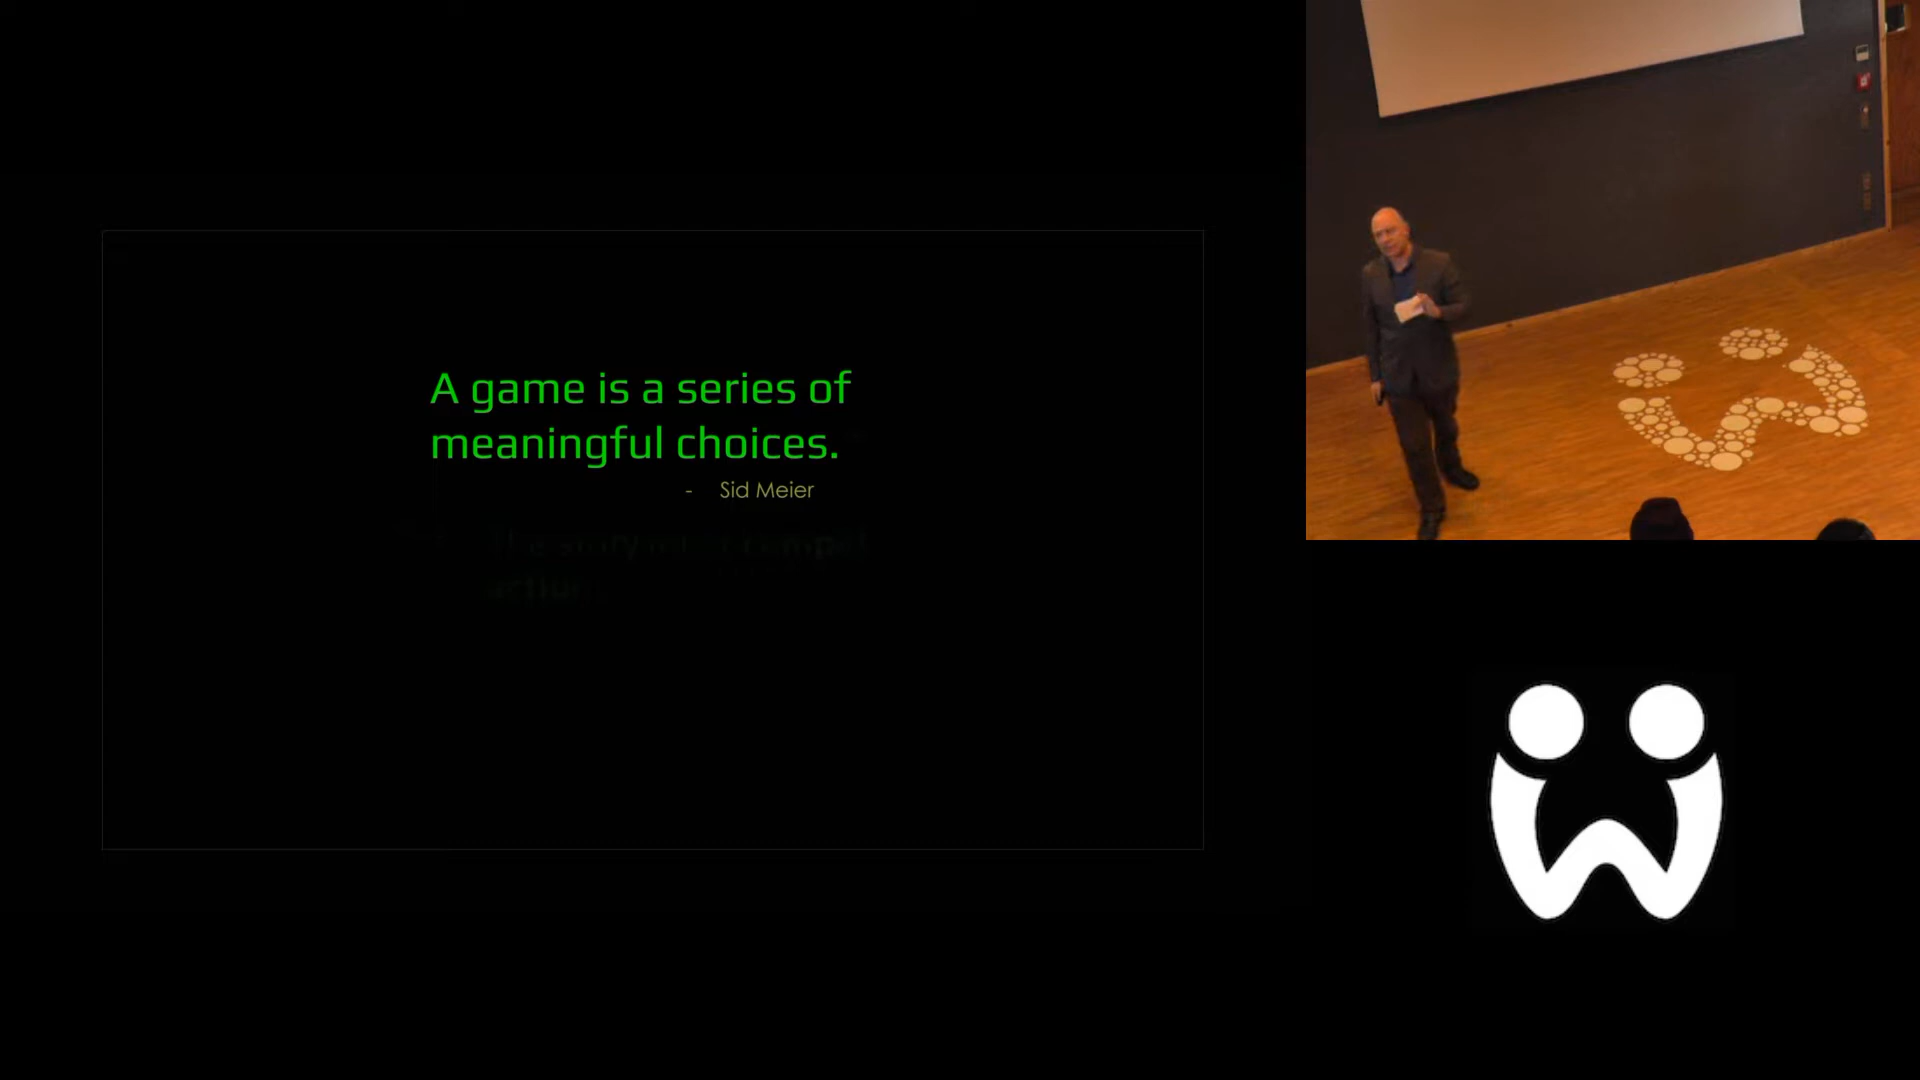 A game is a series of
meaningful choices.
- Sid Meier